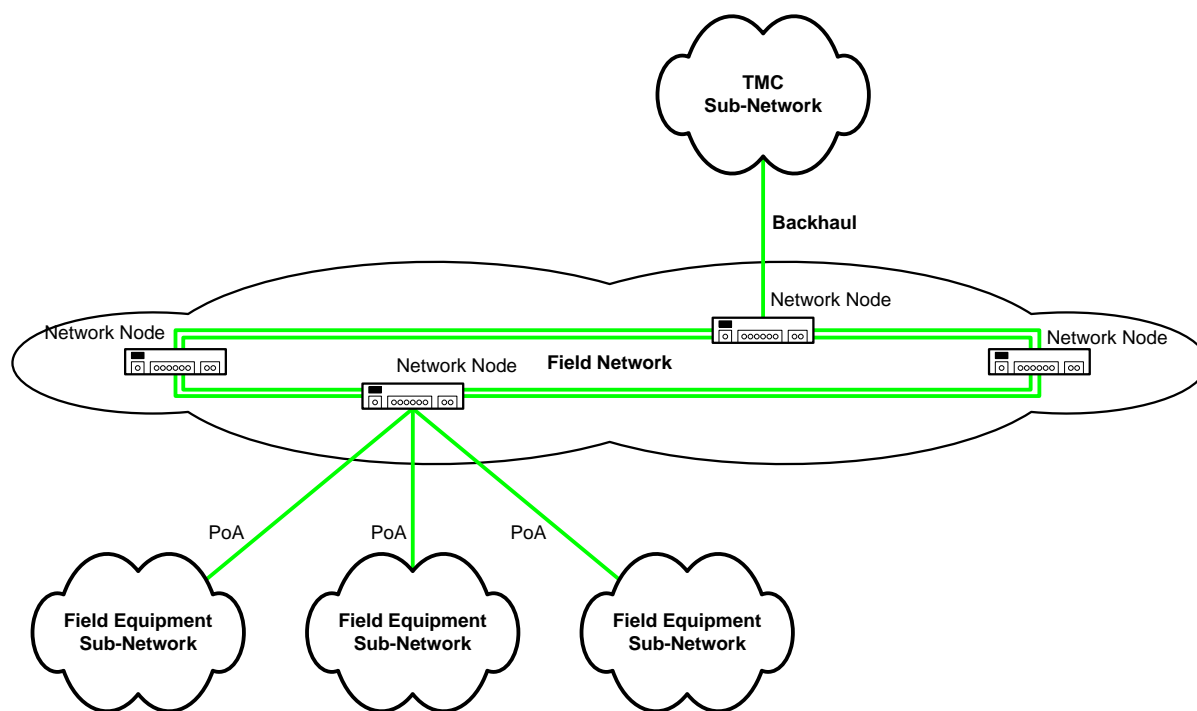 TMC
Sub-Network
Backhaul
Network Node
Network Node
Network Node
Network Node
Field Network
PoA
PoA
PoA
Field Equipment
Sub-Network
Field Equipment
Sub-Network
Field Equipment
Sub-Network